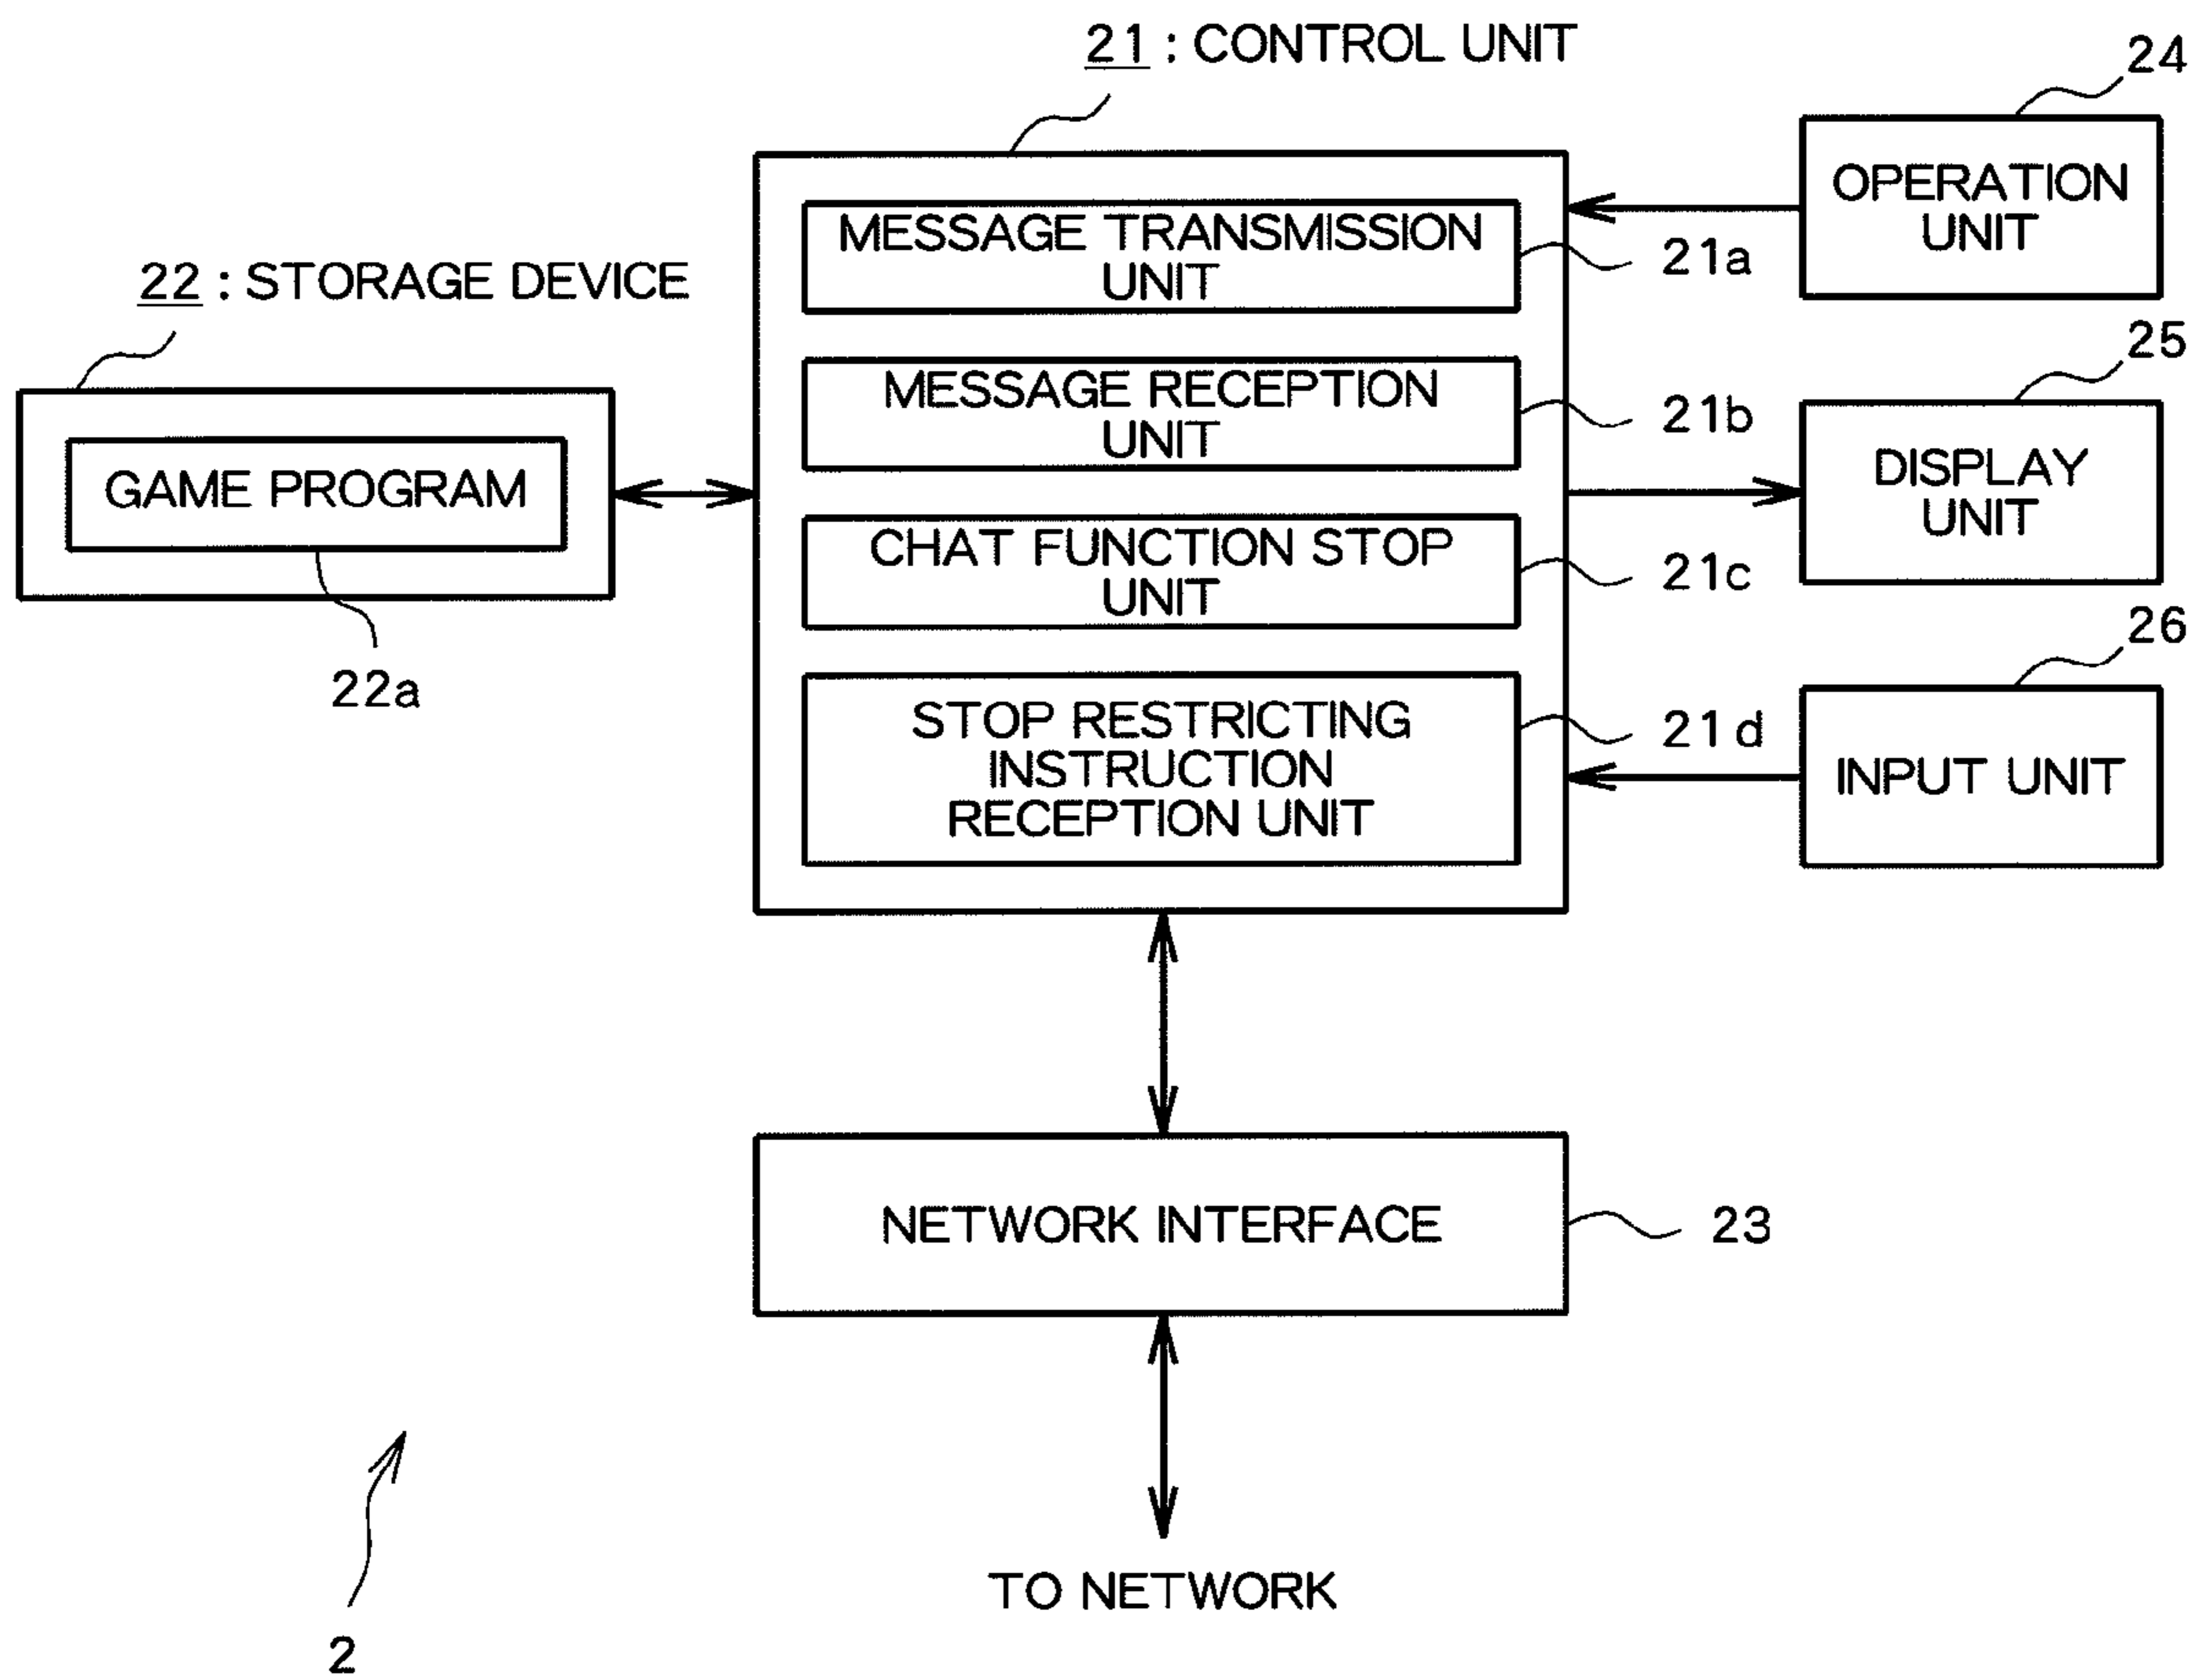 21 : CONTROL UNIT
24
OPERATION
UNIT
MESSAGE TRANSMISSION
UNIT
21a
22 : STORAGE DEVICE
25
MESSAGE RECEPTION
UNIT
21b
DISPLAY
UNIT
GAME PROGRAM
22a
CHAT FUNCTION STOP
UNIT
21c
26
STOP RESTRICTING
INSTRUCTION
RECEPTION UNIT
21d
INPUT UNIT
NETWORK INTERFACE
23
TO NETWORK
2